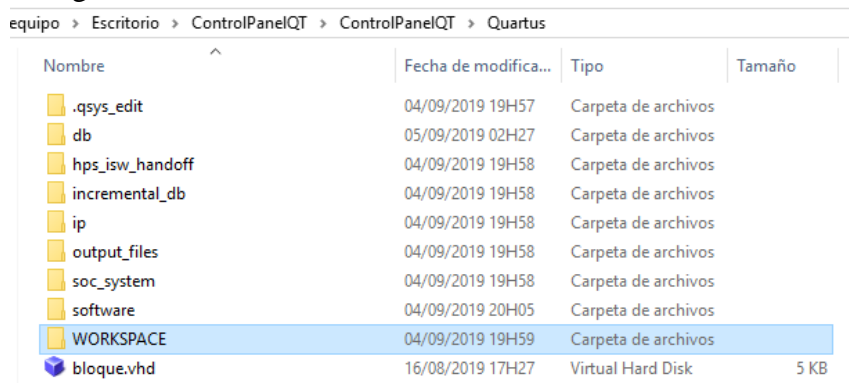 equipo > Escritorio > ControlPanelQT > ControlPanelQT > Quartus
Nombre Fecha de modifica... Tipo Tamaño
.qsys_edit 04/09/2019 19H57 Carpeta de archivos
db 05/09/2019 02H27 Carpeta de archivos
hps_isw_handoff 04/09/2019 19H58 Carpeta de archivos
incremental_db 04/09/2019 19H58 Carpeta de archivos
ip 04/09/2019 19H58 Carpeta de archivos
output_files 04/09/2019 19H58 Carpeta de archivos
soc_system 04/09/2019 19H58 Carpeta de archivos
software 04/09/2019 20H05 Carpeta de archivos
WORKSPACE 04/09/2019 19H59 Carpeta de archivos
bloque.vhd 16/08/2019 17H27 Virtual Hard Disk 5 KB